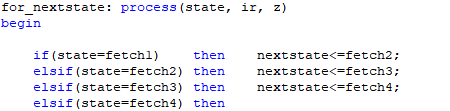 for_nextstate: process(state, ir, z)
begin
if(state=fetch1) then nextstate<=fetch2;
elsif(state=fetch2) then nextstate<=fetch3;
elsif(state=fetch3) then nextstate<=fetch4;
elsif(state=fetch4) then